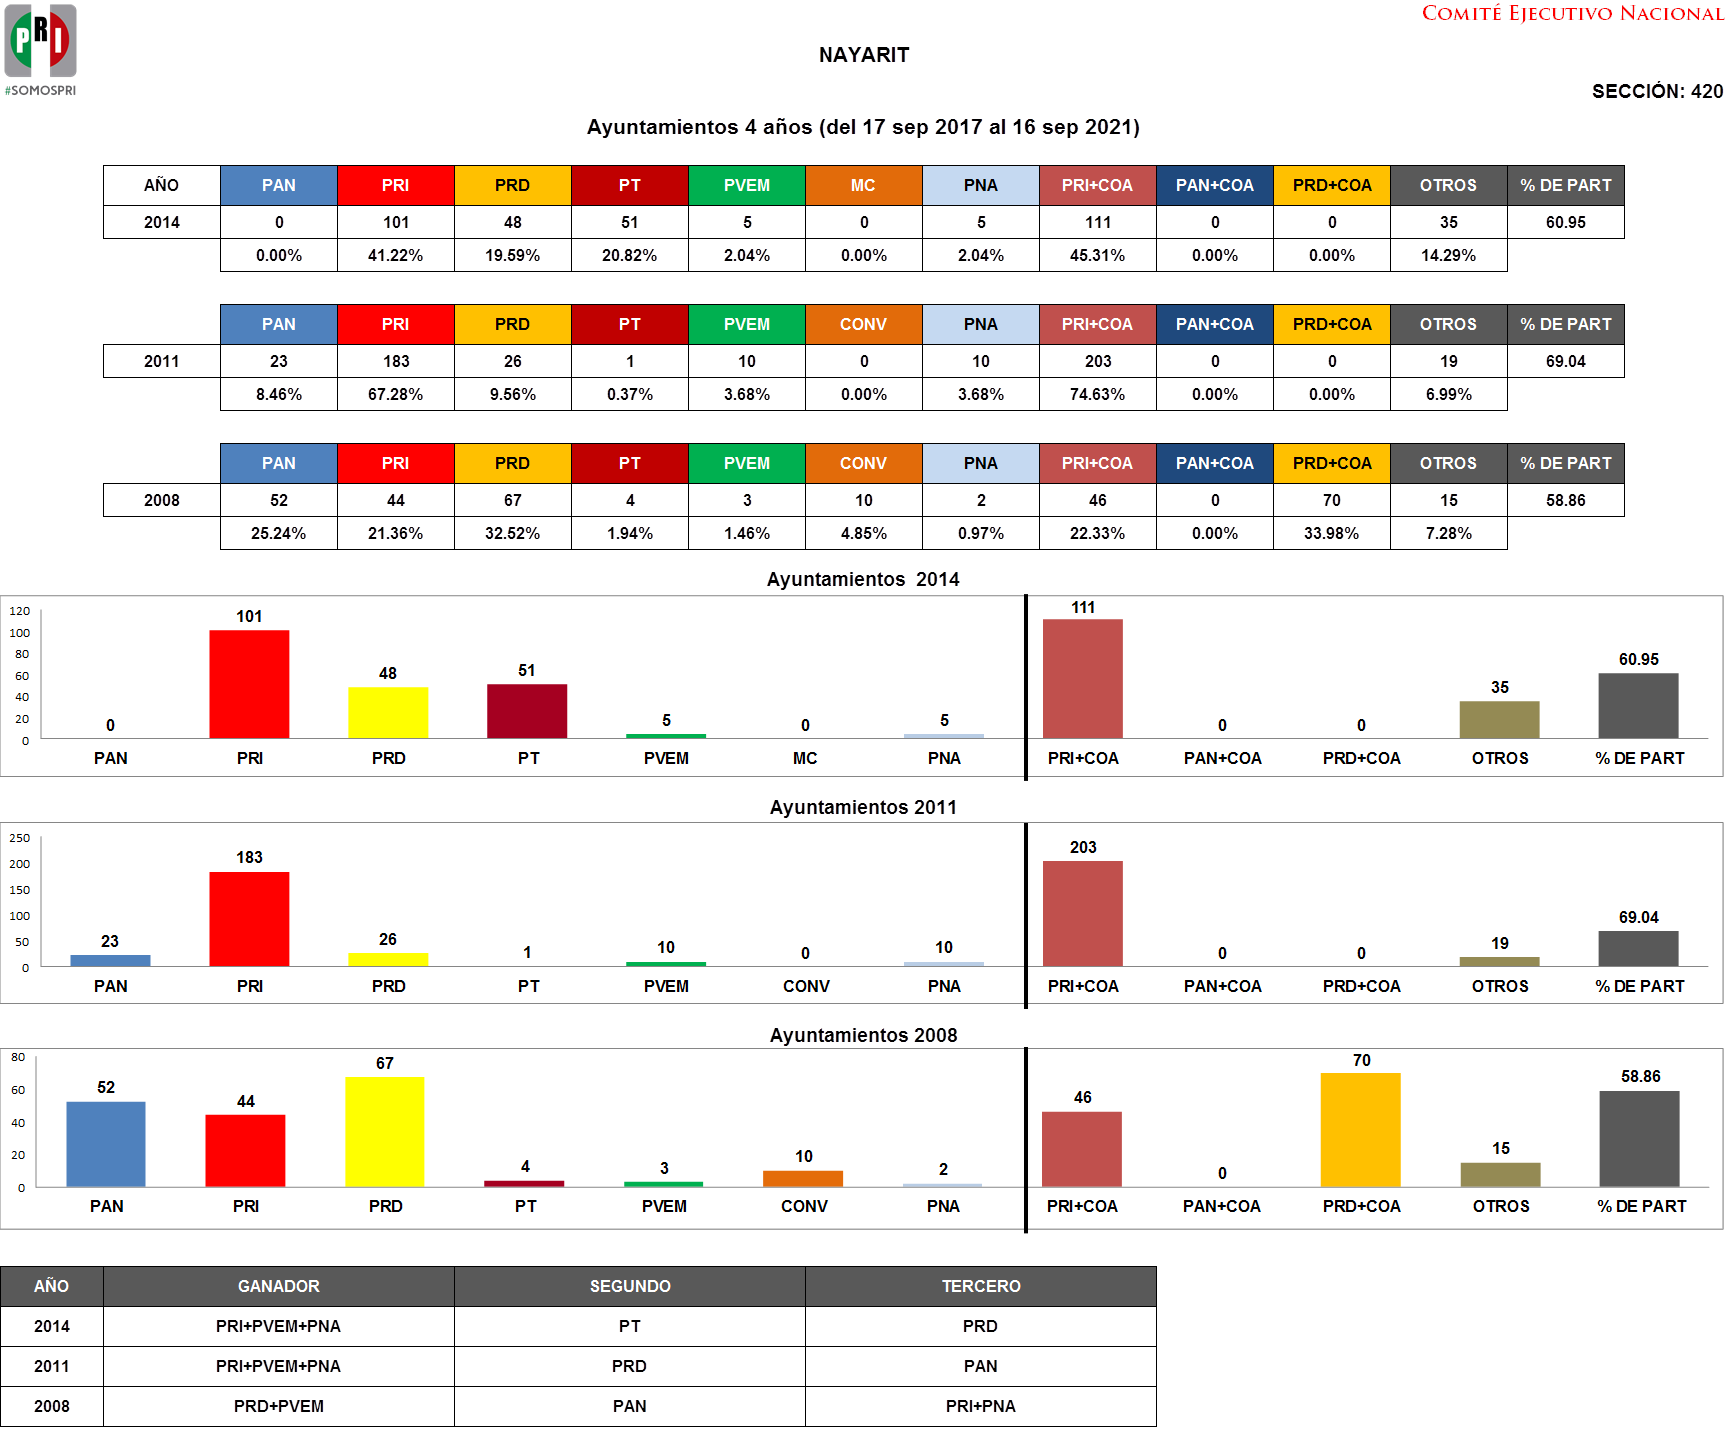 COMITÉ EJECUTIVO NACIONAL
PRI
#SOMOSPRI
NAYARIT
SECCIÓN: 420
Ayuntamientos 4 años (del 17 sep 2017 al 16 sep 2021)
AÑO PAN PRI PRD PT PVEM MC PNA PRI+COA PAN+COA PRD+COA OTROS % DE PART
2014 0 101 48 51 5 0 5 111 0 0 35 60.95
0.00% 41.22% 19.59% 20.82% 2.04% 0.00% 2.04% 45.31% 0.00% 0.00% 14.29%
PAN PRI PRD PT PVEM CONV PNA PRI+COA PAN+COA PRD+COA OTROS % DE PART
2011 23 183 26 1 10 0 10 203 0 0 19 69.04
8.46% 67.28% 9.56% 0.37% 3.68% 0.00% 3.68% 74.63% 0.00% 0.00% 6.99%
PAN PRI PRD PT PVEM CONV PNA PRI+COA PAN+COA PRD+COA OTROS % DE PART
2008 52 44 67 4 3 10 2 46 0 70 15 58.86
25.24% 21.36% 32.52% 1.94% 1.46% 4.85% 0.97% 22.33% 0.00% 33.98% 7.28%
Ayuntamientos 2014
120
100
80
60
40
20
0
0 101 48 51 5 0 5 111 0 0 35 60.95
PAN PRI PRD PT PVEM MC PNA PRI+COA PAN+COA PRD+COA OTROS % DE PART
Ayuntamientos 2011
250
200
150
100
50
0
23 183 26 1 10 0 10 203 0 0 19 69.04
PAN PRI PRD PT PVEM CONV PNA PRI+COA PAN+COA PRD+COA OTROS % DE PART
Ayuntamientos 2008
80
60
40
20
0
52 44 67 4 3 10 2 46 0 70 15 58.86
PAN PRI PRD PT PVEM CONV PNA PRI+COA PAN+COA PRD+COA OTROS % DE PART
AÑO GANADOR SEGUNDO TERCERO
2014 PRI+PVEM+PNA PT PRD
2011 PRI+PVEM+PNA PRD PAN
2008 PRD+PVEM PAN PRI+PNA